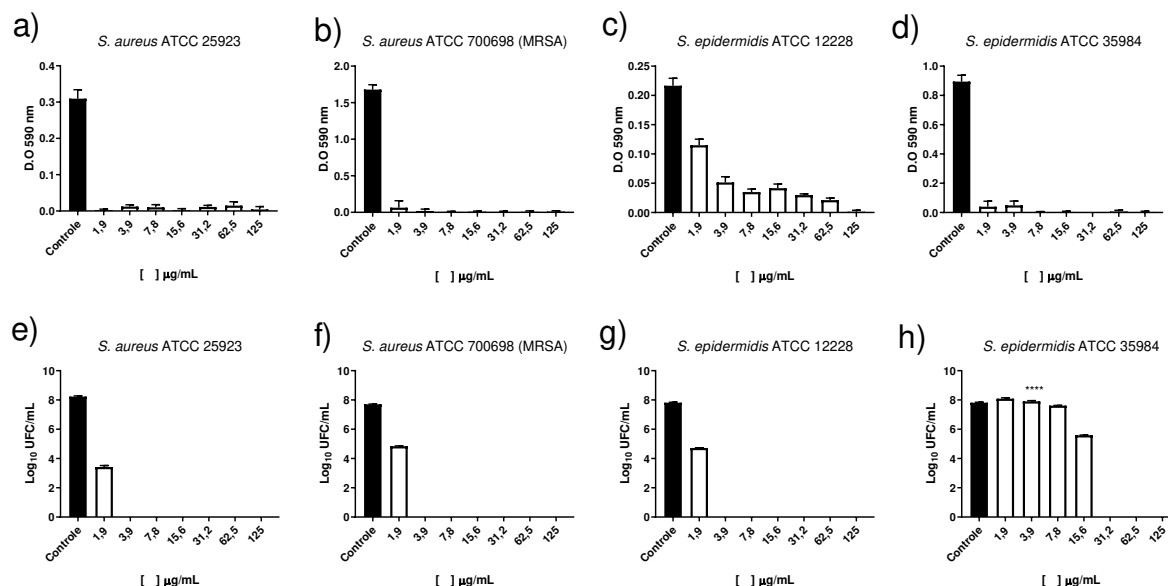 a)
S. aureus ATCC 25923
D.O 590 nm
0.4
0.3
0.2
0.1
0.0
Controle
1,9
3,9
7,8
15,6
31,2
62,5
125
[ ] µg/mL
b)
S. aureus ATCC 700698 (MRSA)
D.O 590 nm
2.0
1.5
1.0
0.5
0.0
Controle
1,9
3,9
7,8
15,6
31,2
62,5
125
[ ] µg/mL
c)
S. epidermidis ATCC 12228
D.O 590 nm
0.25
0.20
0.15
0.10
0.05
0.00
Controle
1,9
3,9
7,8
15,6
31,2
62,5
125
[ ] µg/mL
d)
S. epidermidis ATCC 35984
D.O 590 nm
1.0
0.8
0.6
0.4
0.2
0.0
Controle
1,9
3,9
7,8
15,6
31,2
62,5
125
[ ] µg/mL
e)
S. aureus ATCC 25923
Log10 UFC/mL
10
8
6
4
2
0
Controle
1,9
3,9
7,8
15,6
31,2
62,5
125
[ ] µg/mL
f)
S. aureus ATCC 700698 (MRSA)
Log10 UFC/mL
10
8
6
4
2
0
Controle
1,9
3,9
7,8
15,6
31,2
62,5
125
[ ] µg/mL
g)
S. epidermidis ATCC 12228
Log10 UFC/mL
10
8
6
4
2
0
Controle
1,9
3,9
7,8
15,6
31,2
62,5
125
[ ] µg/mL
h)
S. epidermidis ATCC 35984
Log10 UFC/mL
10
8
6
4
2
0
****
Controle
1,9
3,9
7,8
15,6
31,2
62,5
125
[ ] µg/mL